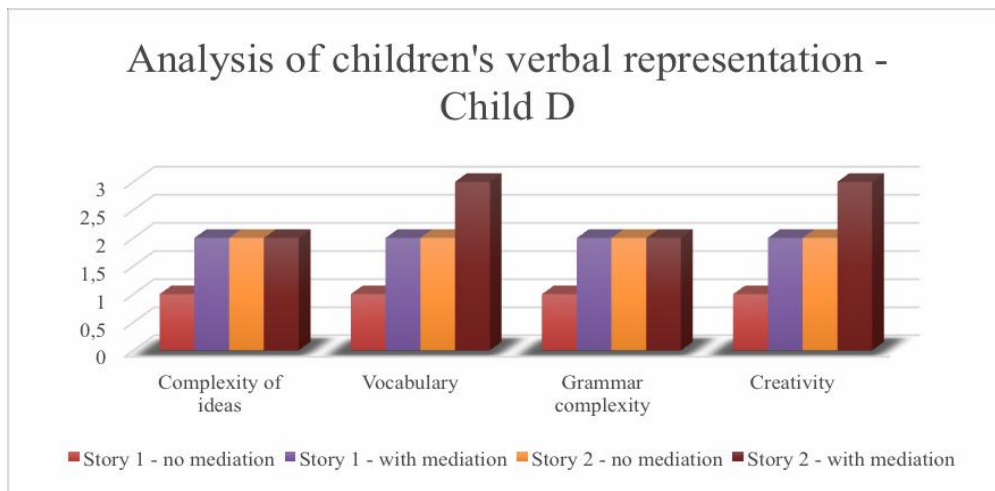 Analysis of children's verbal representation -
Child D
3
2,5
2
1,5
1
0,5
0
Complexity of
ideas
Vocabulary
Grammar
complexity
Creativity
Story 1 - no mediation
Story 1 - with mediation
Story 2 - no mediation
Story 2 - with mediation